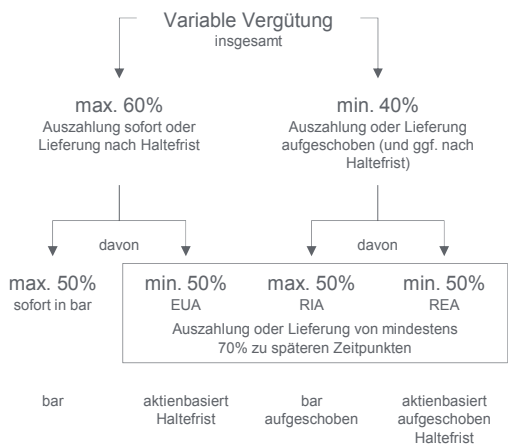 Variable Vergütung
insgesamt
max. 60%
Auszahlung sofort oder
Lieferung nach Haltefrist
min. 40%
Auszahlung oder Lieferung
aufgeschoben (und ggf. nach
Haltefrist)
davon
davon
max. 50%
sofort in bar
min. 50%
EUA
max. 50%
RIA
min. 50%
REA
Auszahlung oder Lieferung von mindestens
70% zu späteren Zeitpunkten
bar
aktienbasiert
Haltefrist
bar
aufgeschoben
aktienbasiert
aufgeschoben
Haltefrist